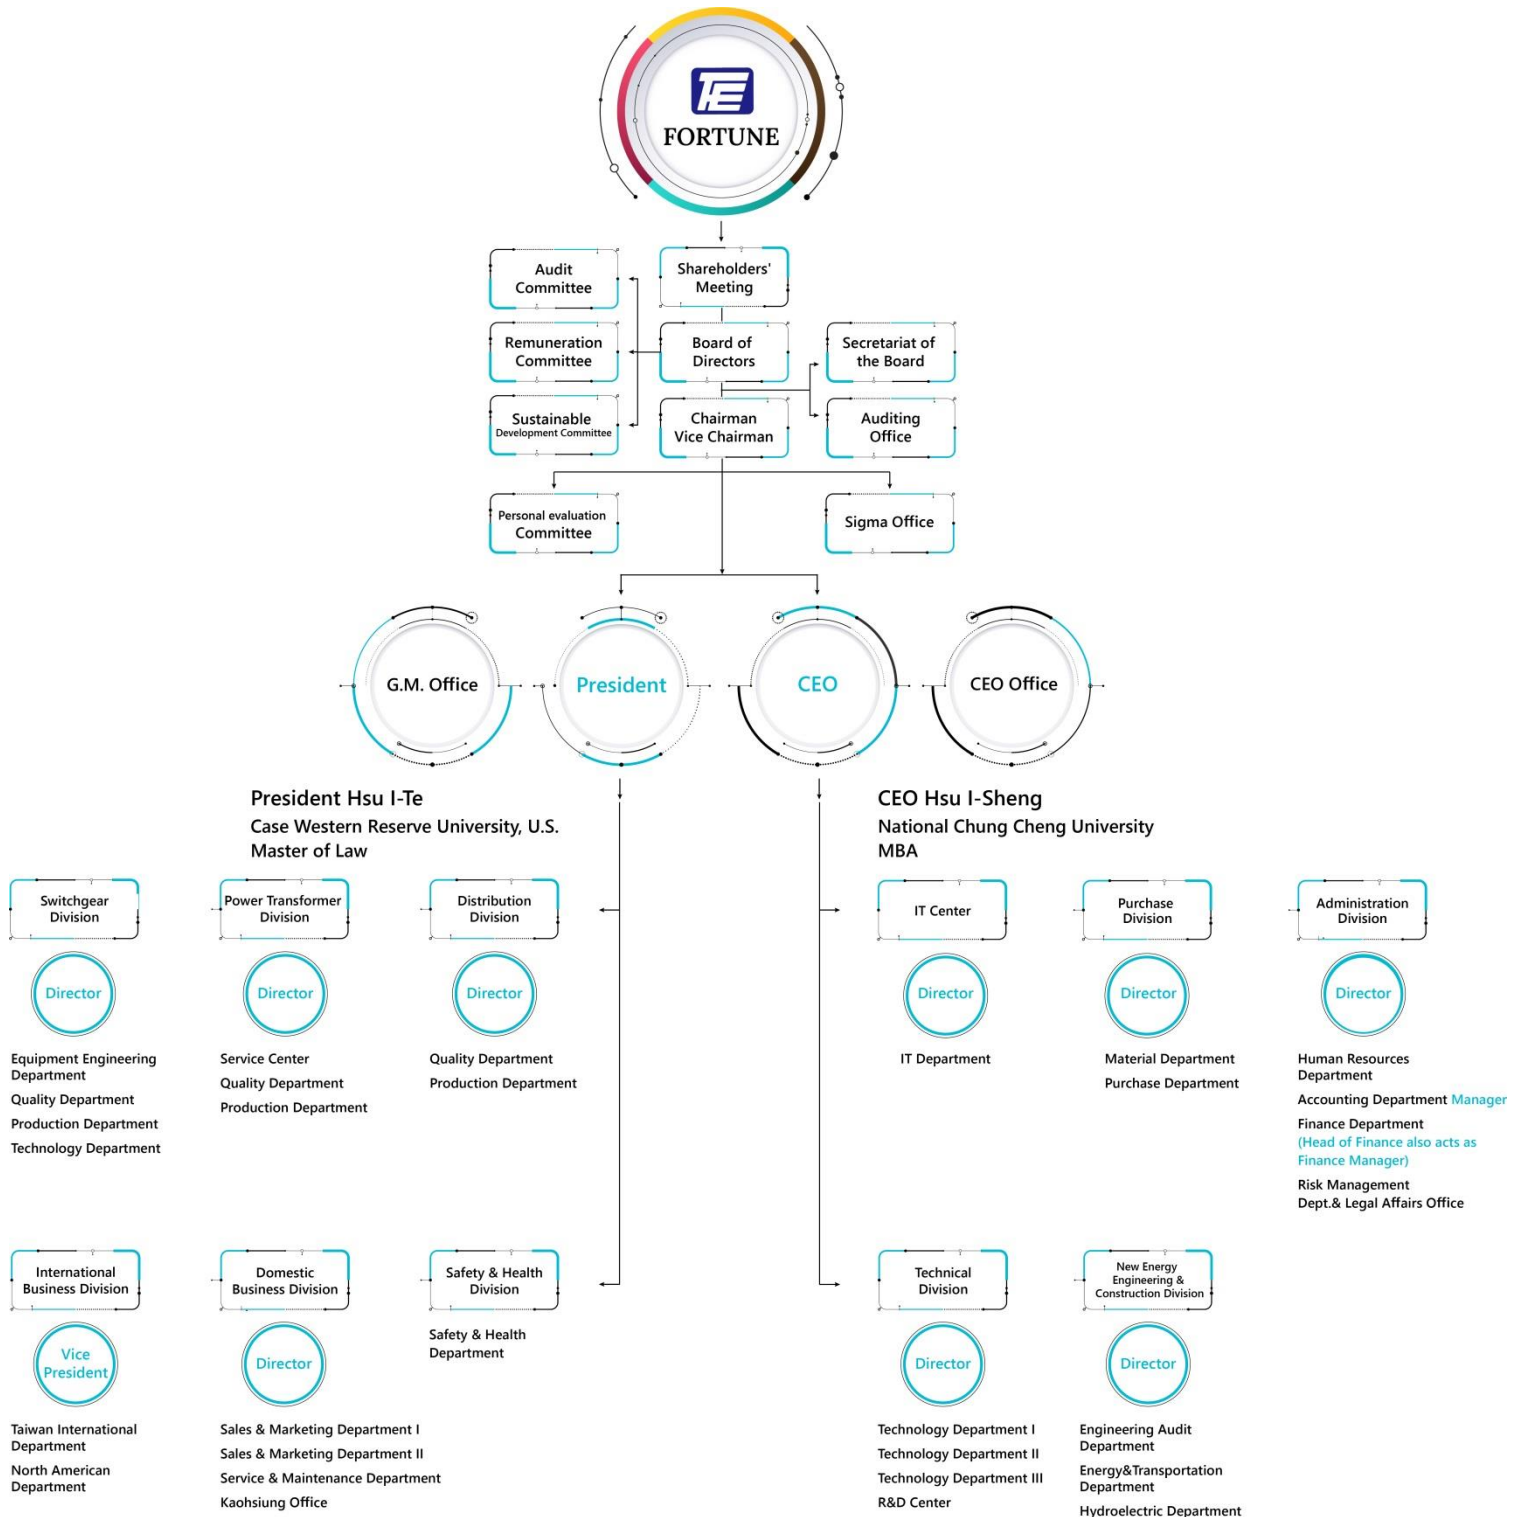 FORTUNE
Audit
Committee
Shareholders'
Meeting
Remuneration
Committee
Board of
Directors
Secretariat of
the Board
Sustainable
Development Committee
Chairman
Vice Chairman
Auditing
Office
Personal evaluation
Committee
Sigma Office
G.M. Office
President
CEO
CEO Office
President Hsu I-Te
Case Western Reserve University, U.S.
Master of Law
CEO Hsu I-Sheng
National Chung Cheng University
MBA
Switchgear
Division
Director
Equipment Engineering
Department
Quality Department
Production Department
Technology Department
Power Transformer
Division
Director
Service Center
Quality Department
Production Department
Distribution
Division
Director
Quality Department
Production Department
IT Center
Director
IT Department
Purchase
Division
Director
Material Department
Purchase Department
Administration
Division
Director
Human Resources
Department
Accounting Department Manager
Finance Department
(Head of Finance also acts as
Finance Manager)
Risk Management
Dept.& Legal Affairs Office
International
Business Division
Vice
President
Taiwan International
Department
North American
Department
Domestic
Business Division
Director
Sales & Marketing Department I
Sales & Marketing Department II
Service & Maintenance Department
Kaohsiung Office
Safety & Health
Division
Safety & Health
Department
Technical
Division
Director
Technology Department I
Technology Department II
Technology Department III
R&D Center
New Energy
Engineering &
Construction Division
Director
Engineering Audit
Department
Energy&Transportation
Department
Hydroelectric Department